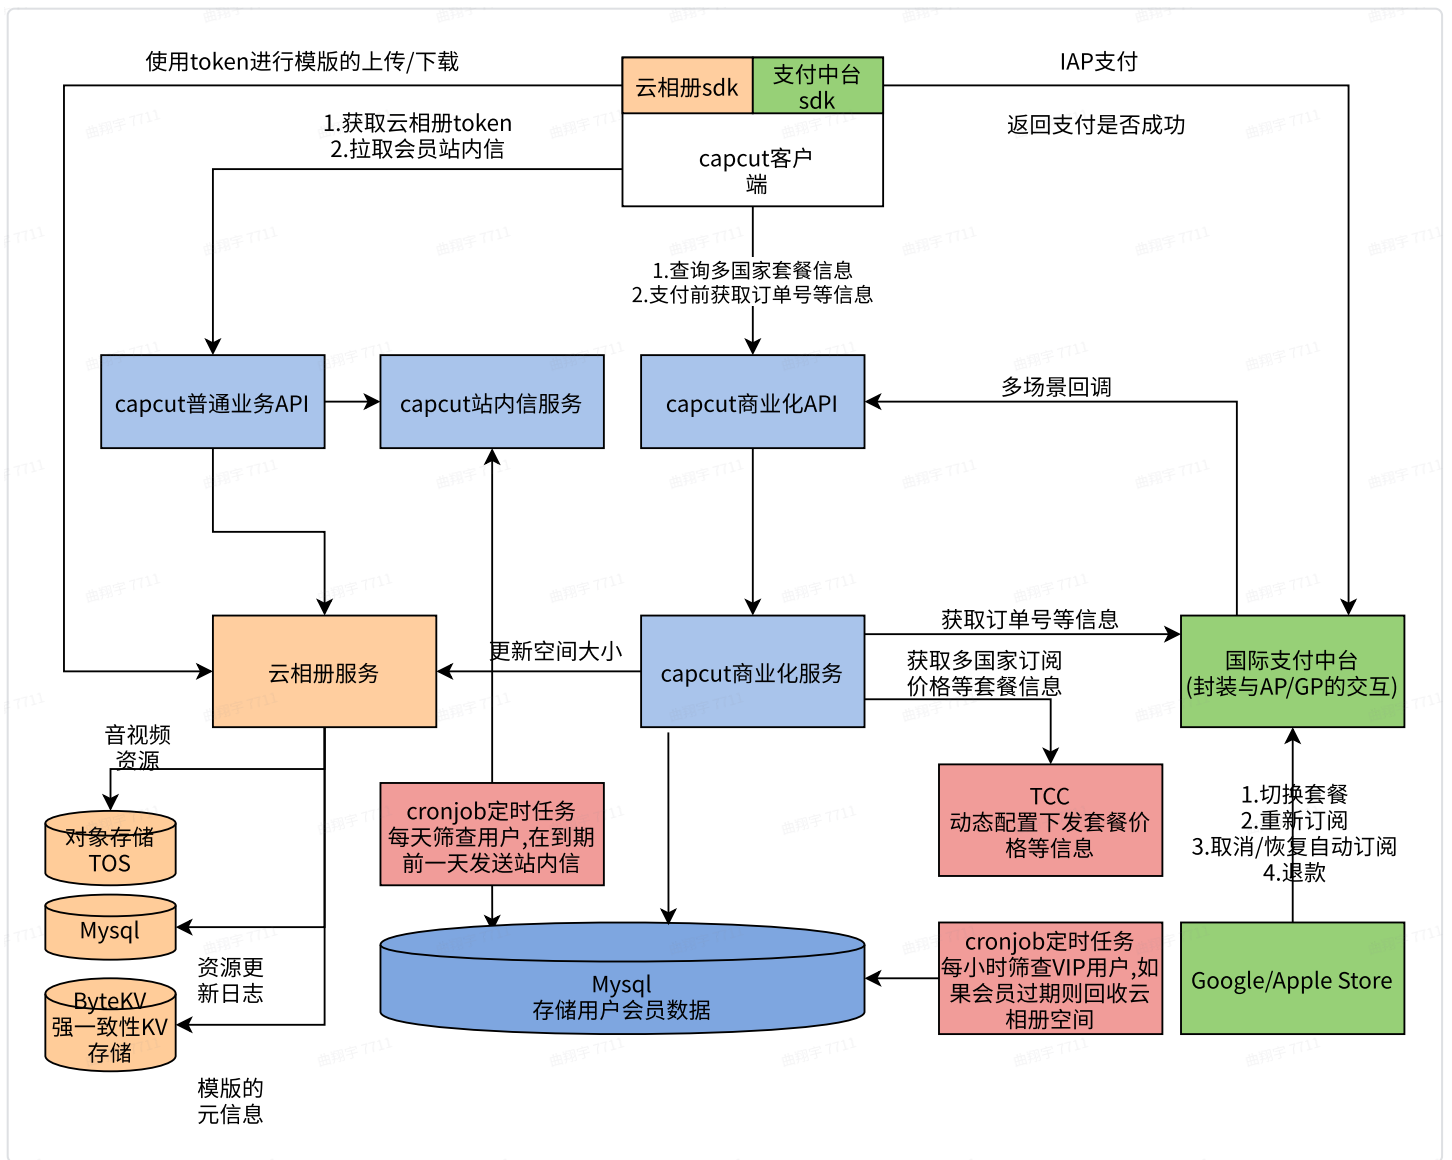 使用token进行模版的上传/下载
云相册sdk
支付中台
sdk
IAP支付
1.获取云相册token
2.拉取会员站内信
返回支付是否成功
capcut客户
端
1.查询多国家套餐信息
2.支付前获取订单号等信息
capcut普通业务API
capcut站内信服务
capcut商业化API
多场景回调
云相册服务
更新空间大小
capcut商业化服务
获取订单号等信息
获取多国家订阅
价格等套餐信息
国际支付中台
(封装与AP/GP的交互)
音视频
资源
对象存储
TOS
Mysql
资源更
新日志
ByteKV
强一致性KV
存储
模版的
元信息
cronjob定时任务
每天筛查用户,在到期
前一天发送站内信
Mysql
存储用户会员数据
TCC
动态配置下发套餐价
格等信息
cronjob定时任务
每小时筛查VIP用户,如
果会员过期则回收云
相册空间
1.切换套餐
2.重新订阅
3.取消/恢复自动订阅
4.退款
Google/Apple Store
曲翔宇 7711